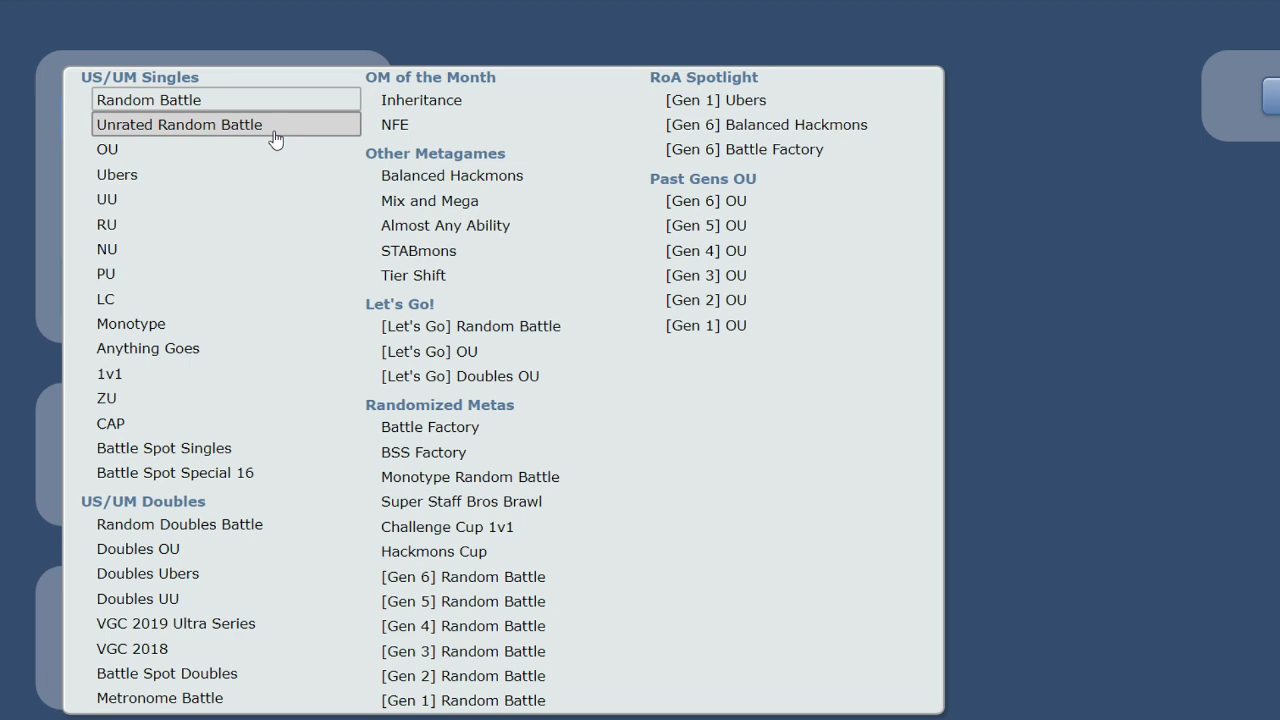 US/UM Singles
Random Battle
Unrated Random Battle
OU
Ubers
UU
RU
NU
PU
LC
Monotype
Anything Goes
1v1
ZU
CAP
Battle Spot Singles
Battle Spot Special 16
US/UM Doubles
Random Doubles Battle
Doubles OU
Doubles Ubers
Doubles UU
VGC 2019 Ultra Series
VGC 2018
Battle Spot Doubles
Metronome Battle
OM of the Month
Inheritance
NFE
Other Metagames
Balanced Hackmons
Mix and Mega
Almost Any Ability
STABmons
Tier Shift
Let's Go!
[Let's Go] Random Battle
[Let's Go] OU
[Let's Go] Doubles OU
Randomized Metas
Battle Factory
BSS Factory
Monotype Random Battle
Super Staff Bros Brawl
Challenge Cup 1v1
Hackmons Cup
[Gen 6] Random Battle
[Gen 5] Random Battle
[Gen 4] Random Battle
[Gen 3] Random Battle
[Gen 2] Random Battle
[Gen 1] Random Battle
RoA Spotlight
[Gen 1] Ubers
[Gen 6] Balanced Hackmons
[Gen 6] Battle Factory
Past Gens OU
[Gen 6] OU
[Gen 5] OU
[Gen 4] OU
[Gen 3] OU
[Gen 2] OU
[Gen 1] OU